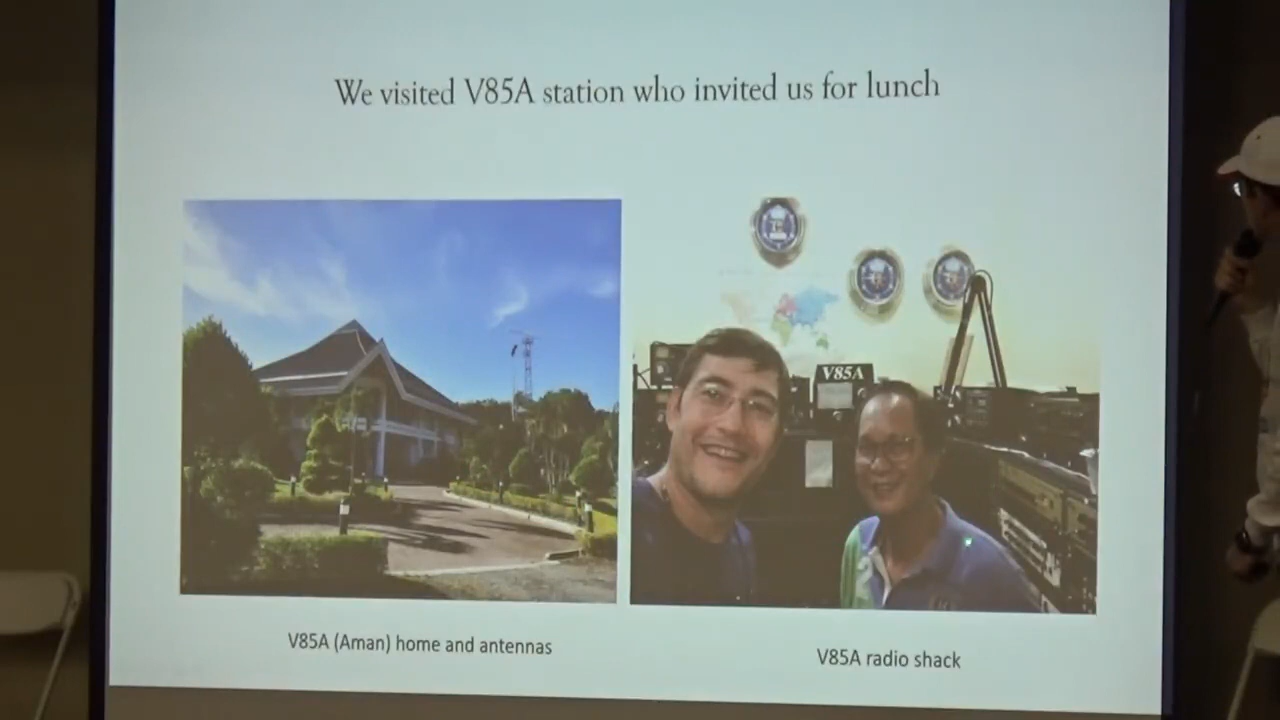 We visited V85A station who invited us for lunch
V85A
V85A (Aman) home and antennas
V85A radio shack